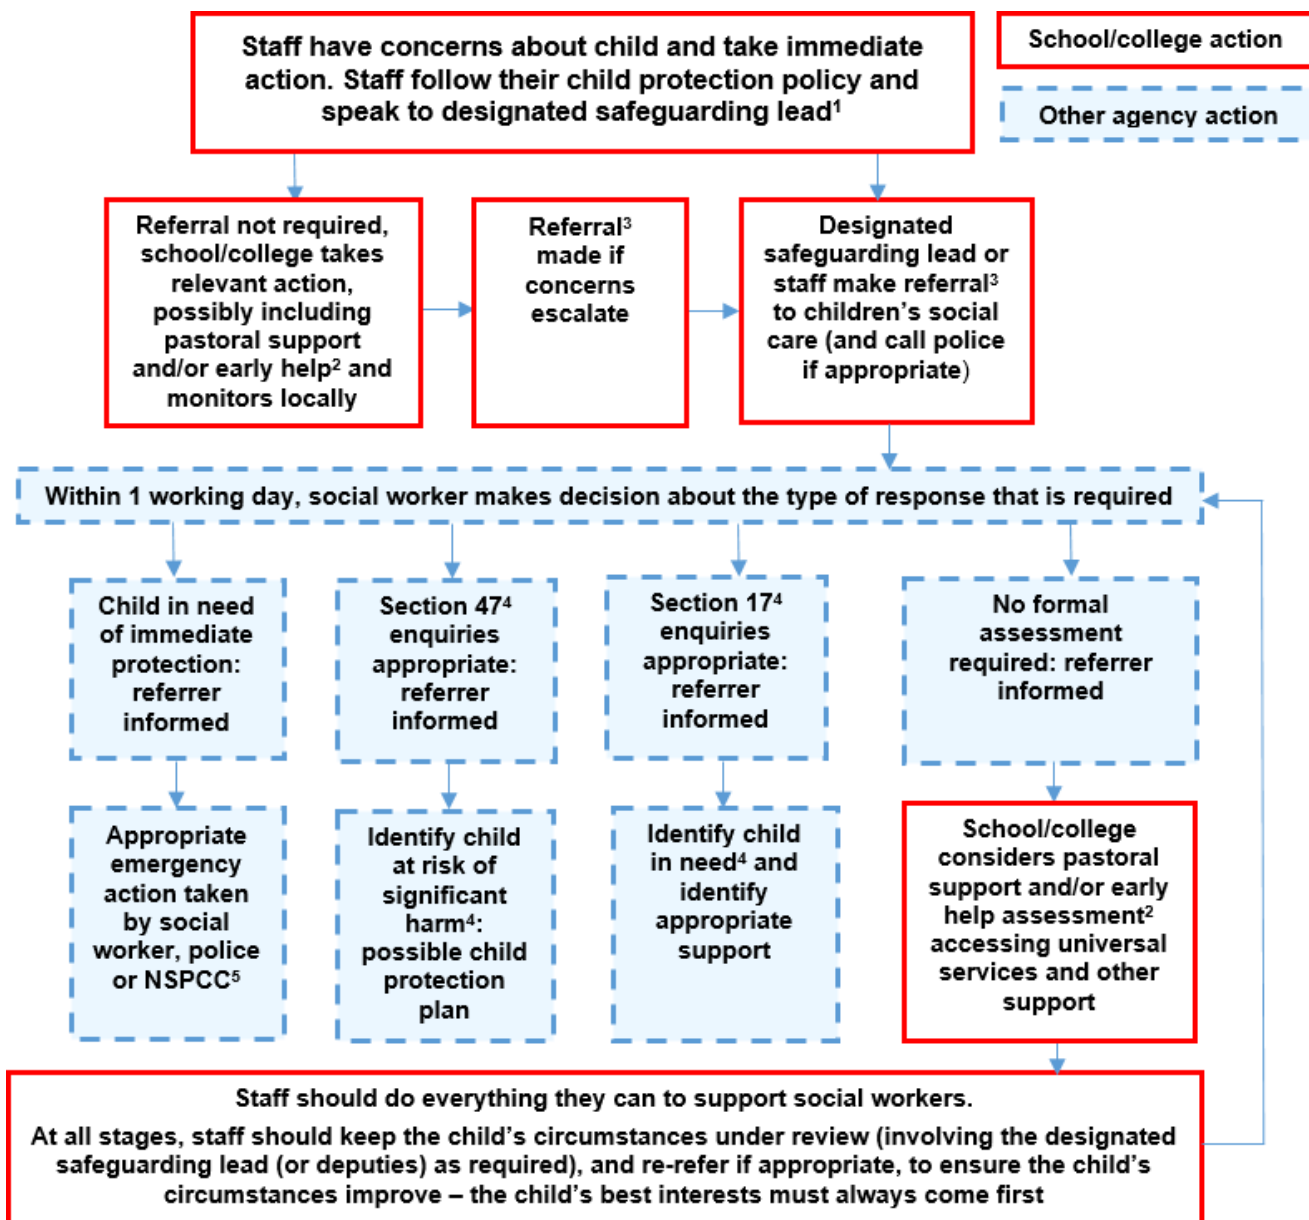 Staff have concerns about child and take immediate
action. Staff follow their child protection policy and
speak to designated safeguarding lead¹
School/college action
Other agency action
Referral not required,
school/college takes
relevant action,
possibly including
pastoral support
and/or early help² and
monitors locally
Referral³
made if
concerns
escalate
Designated
safeguarding lead or
staff make referral³
to children’s social
care (and call police
if appropriate)
Within 1 working day, social worker makes decision about the type of response that is required
Child in need
of immediate
protection:
referrer
informed
Section 47⁴
enquiries
appropriate:
referrer
informed
Section 17⁴
enquiries
appropriate:
referrer
informed
No formal
assessment
required: referrer
informed
Appropriate
emergency
action taken
by social
worker, police
or NSPCC⁵
Identify child
at risk of
significant
harm⁴:
possible child
protection
plan
Identify child
in need⁴ and
identify
appropriate
support
School/college
considers pastoral
support and/or early
help assessment²
accessing universal
services and other
support
Staff should do everything they can to support social workers.
At all stages, staff should keep the child’s circumstances under review (involving the designated
safeguarding lead (or deputies) as required), and re-refer if appropriate, to ensure the child’s
circumstances improve – the child’s best interests must always come first